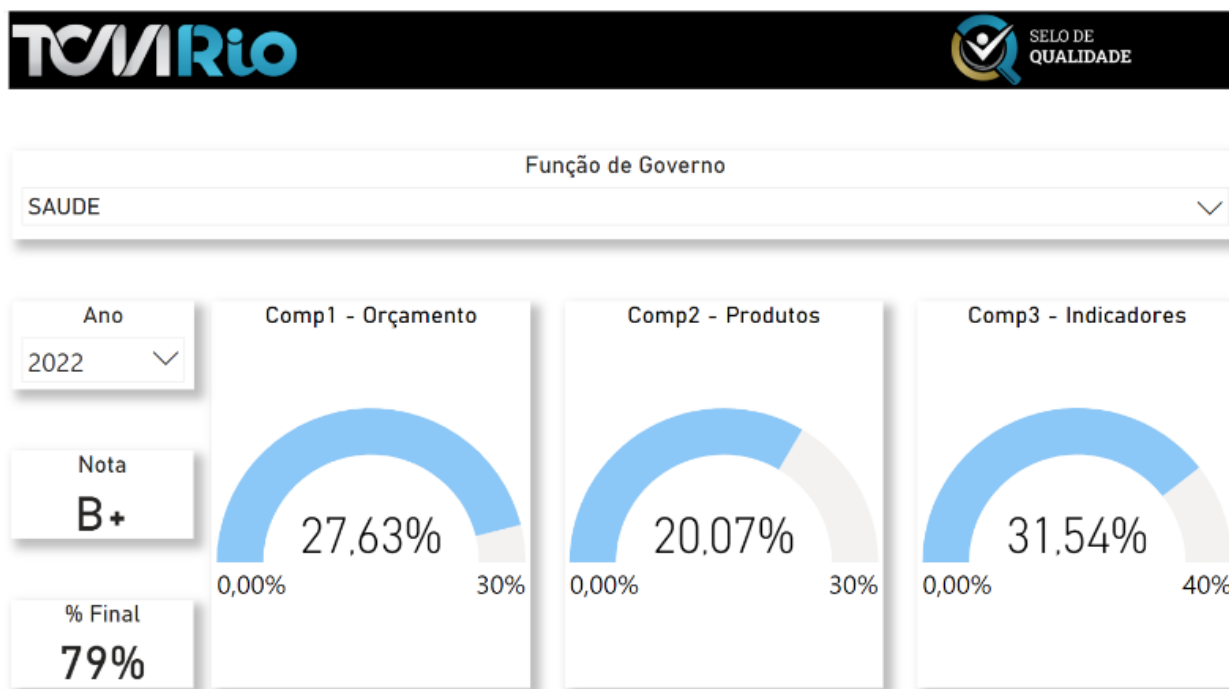 TCMRio
SELO DE
QUALIDADE
Função de Governo
SAUDE
Ano
2022
Nota
B+
% Final
79%
Comp1 - Orçamento
27,63%
0,00%
30%
Comp2 - Produtos
20,07%
0,00%
30%
Comp3 - Indicadores
31,54%
0,00%
40%